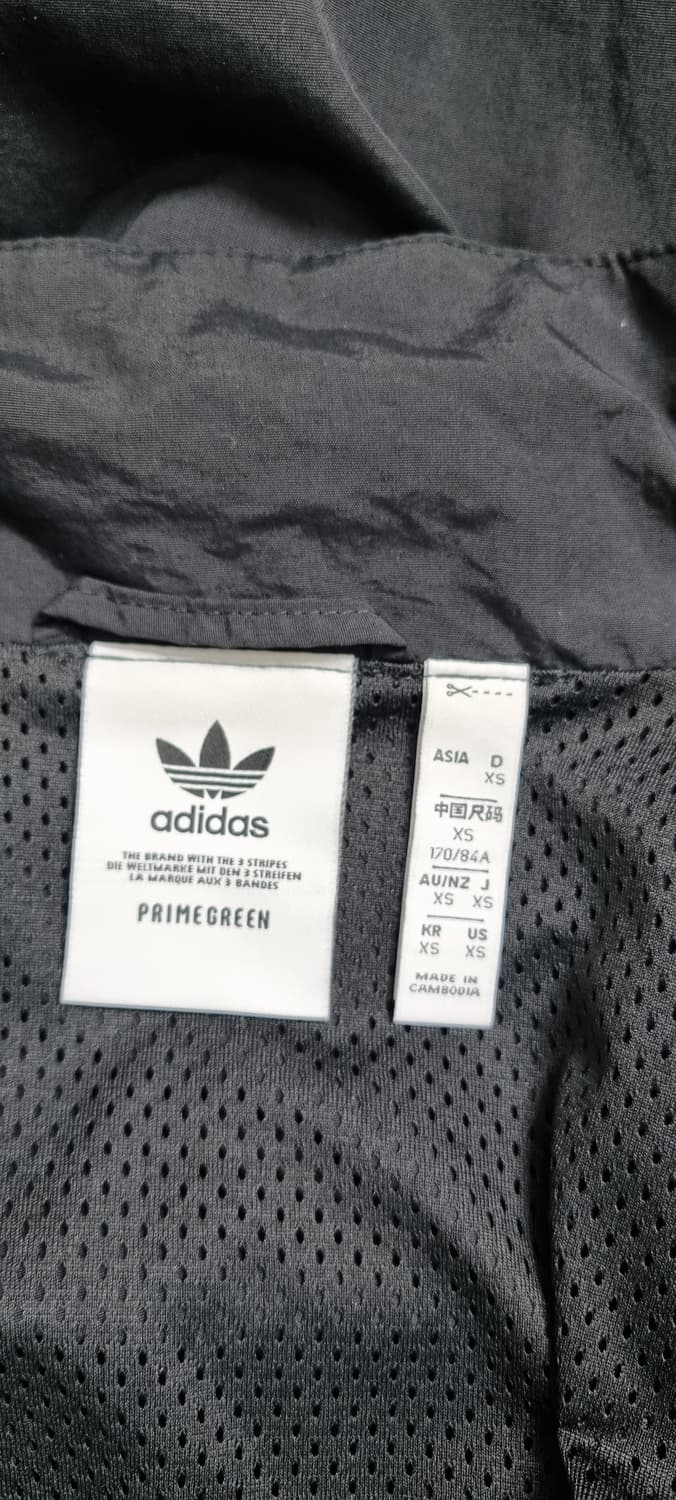 adidas
THE BRAND WITH THE 3 STRIPES
DIE WELTMARKE MIT DEN 3 STREIFEN
LA MARQUE AUX 3 BANDES
PRIMEGREEN
ASIA D
XS
中国尺码
XS
170/84A
AU/NZ J
XS XS
KR US
XS XS
MADE IN
CAMBODIA